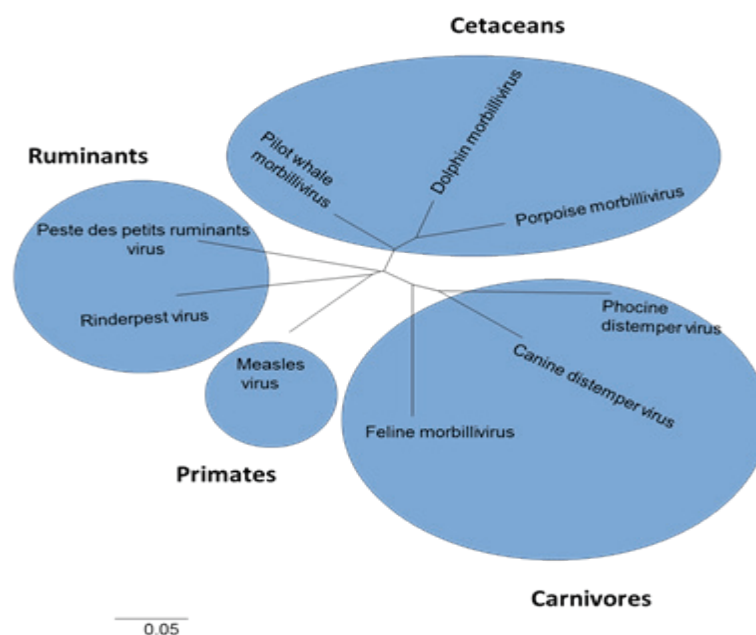 Cetaceans
Pilot whale
morbillivirus
Dolphin morbillivirus
Porpoise morbillivirus
Ruminants
Peste des petits ruminants
virus
Rinderpest virus
Measles
virus
Primates
Phocine
distemper virus
Canine distemper virus
Feline morbillivirus
Carnivores
0.05